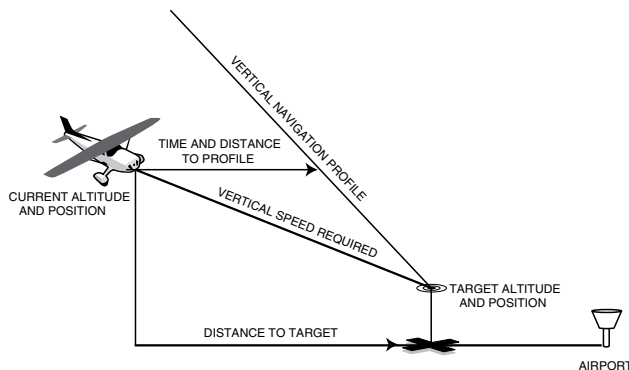 VERTICAL NAVIGATION PROFILE
TIME AND DISTANCE
TO PROFILE
CURRENT ALTITUDE
AND POSITION
VERTICAL SPEED REQUIRED
TARGET ALTITUDE
AND POSITION
DISTANCE TO TARGET
AIRPORT